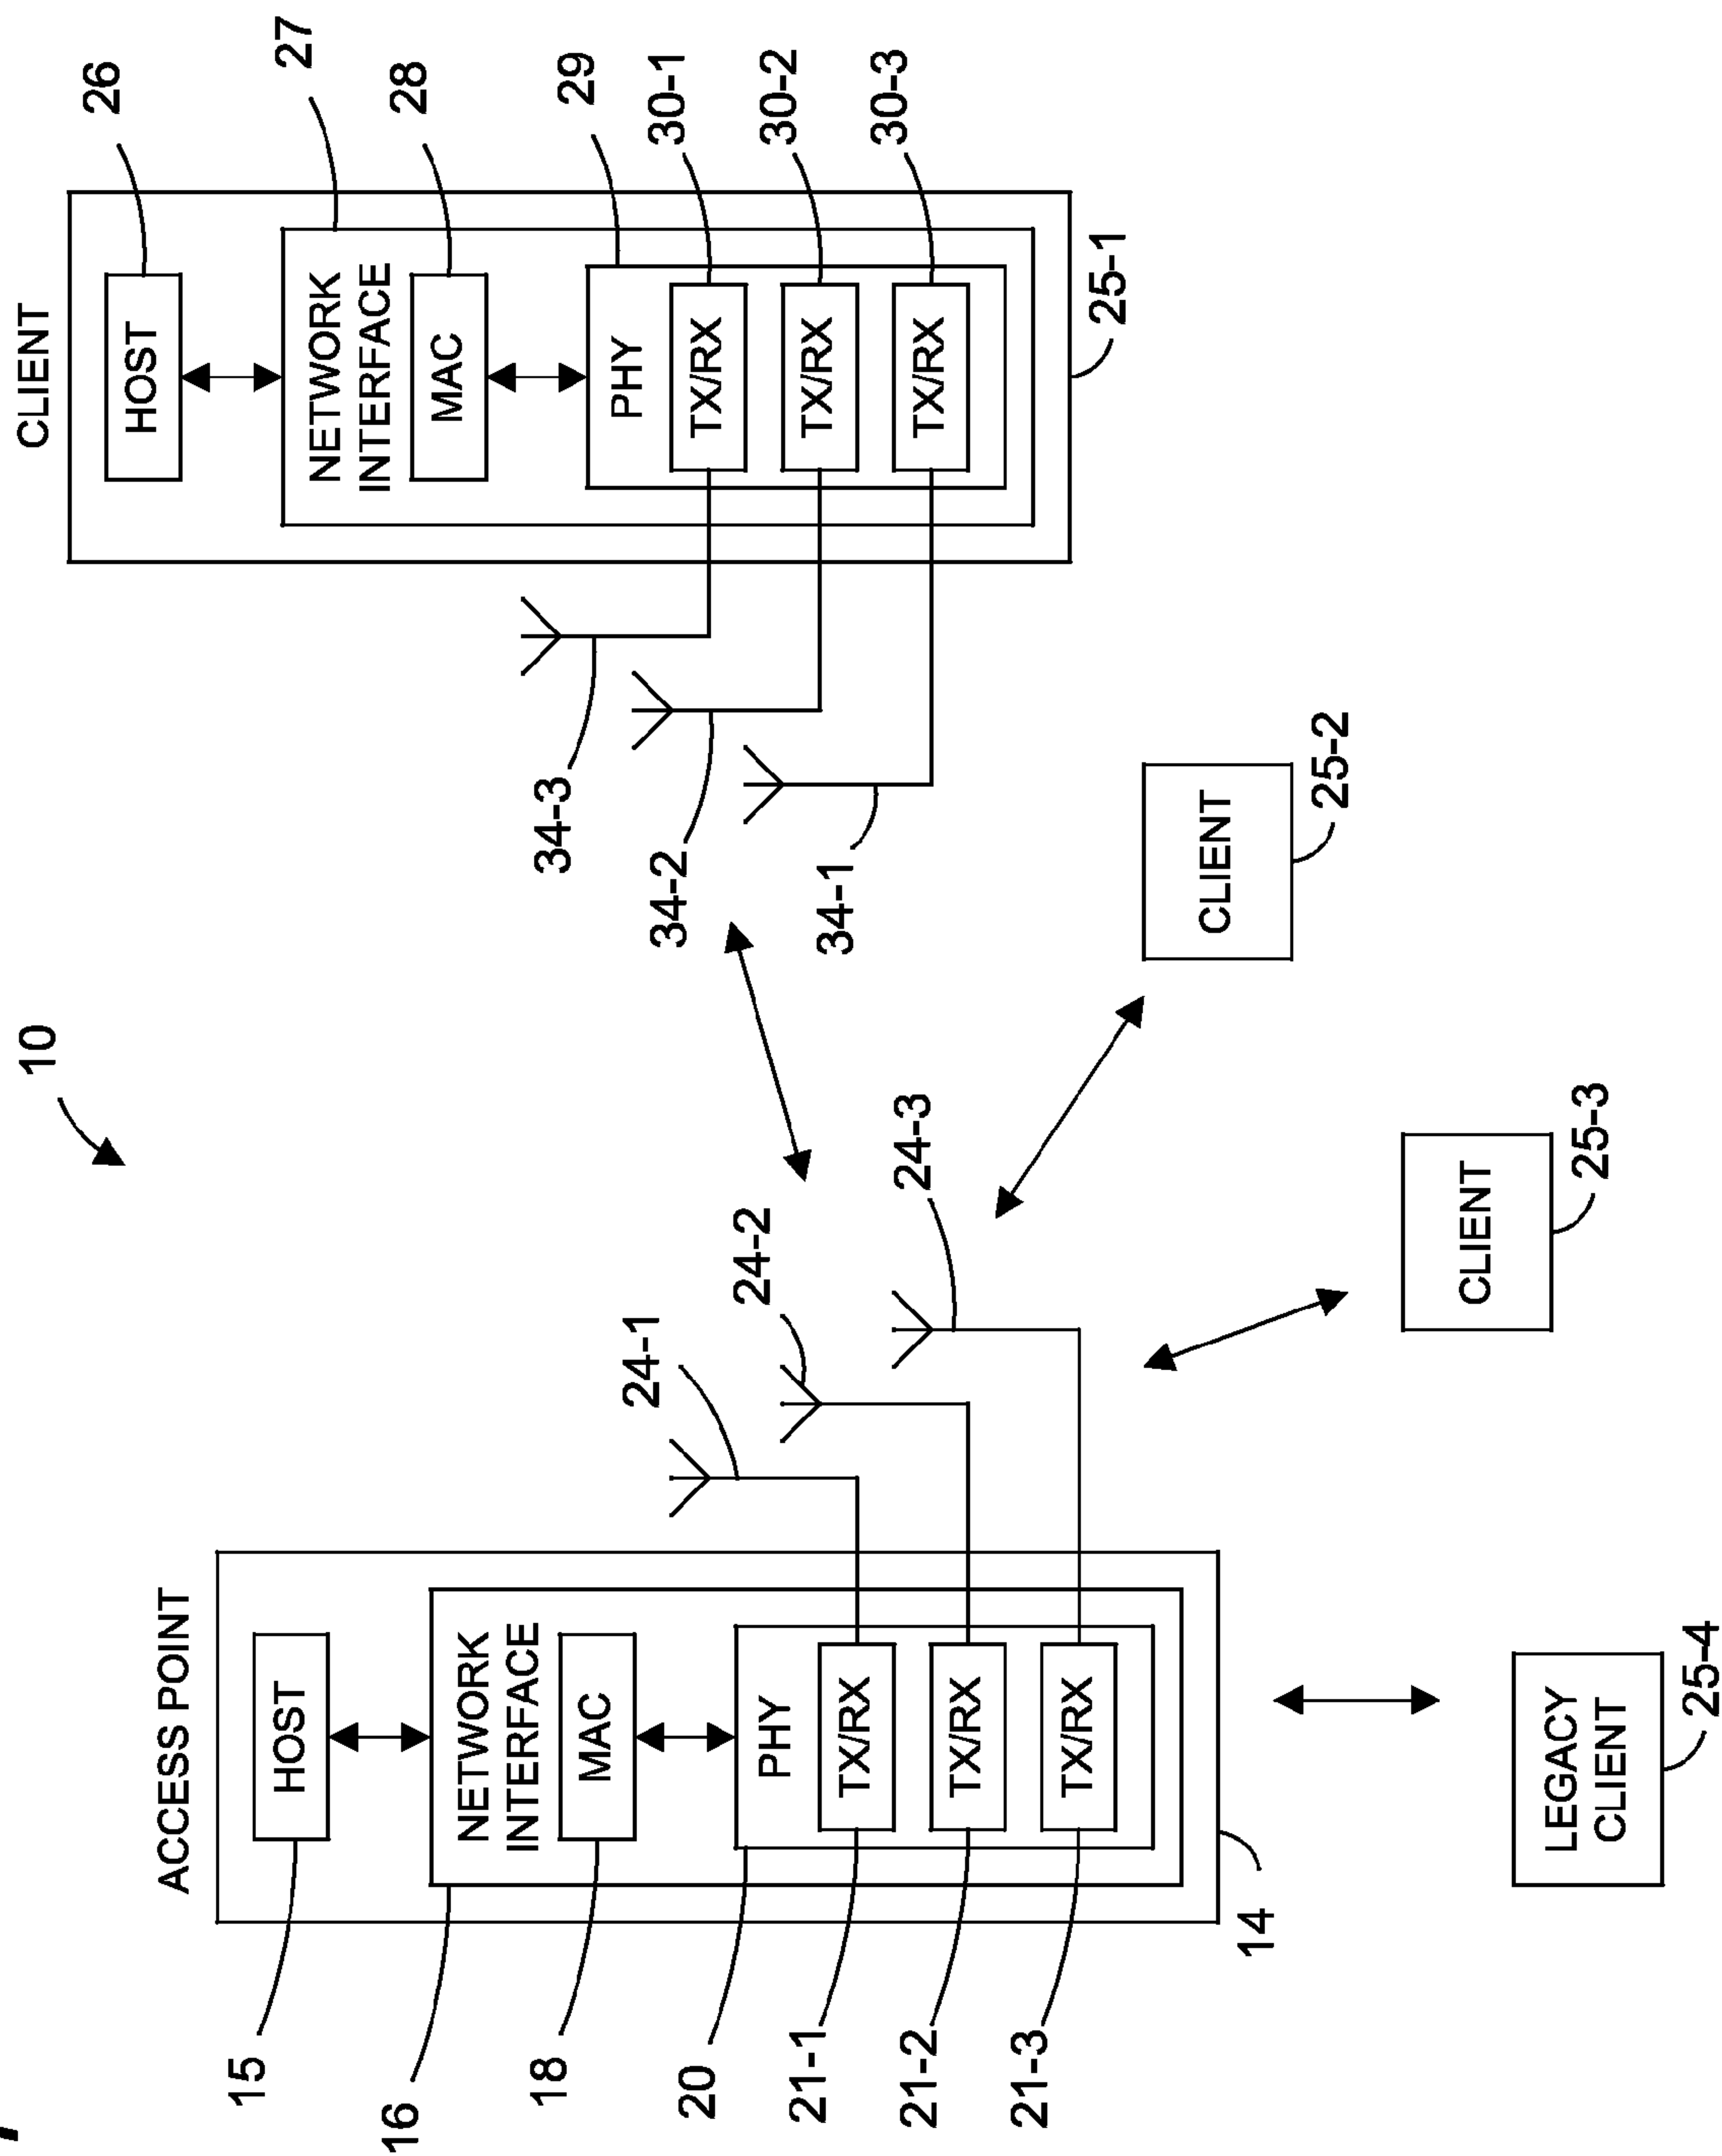 10
ACCESS POINT
15
HOST
16
NETWORK
INTERFACE
18
MAC
20
PHY
21-1
TX/RX
21-2
TX/RX
21-3
TX/RX
14
24-1
24-2
24-3
CLIENT
26
HOST
27
NETWORK
INTERFACE
28
MAC
29
PHY
30-1
TX/RX
30-2
TX/RX
30-3
TX/RX
25-1
34-3
34-2
34-1
CLIENT
25-2
CLIENT
25-3
LEGACY
CLIENT
25-4